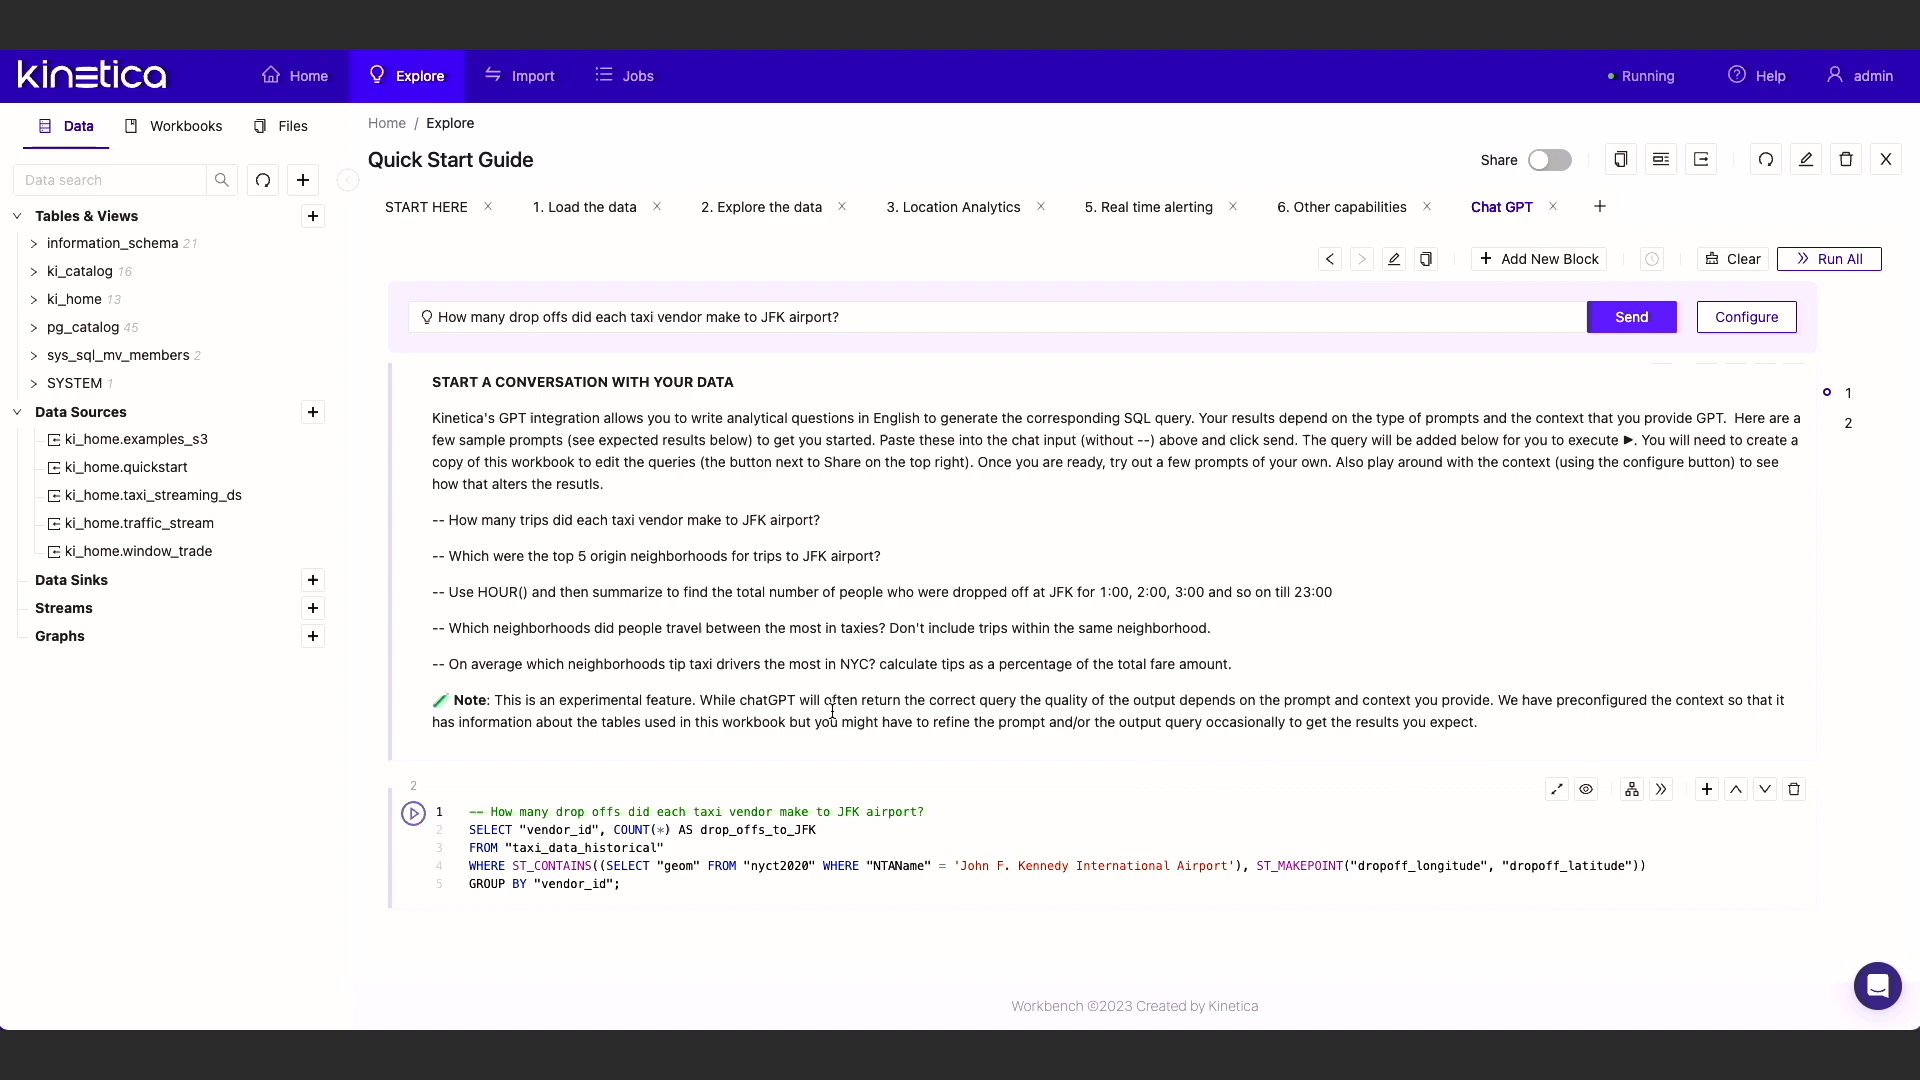 kinetica
Home
Explore
Import
Jobs
Running
Help
admin
Data
Workbooks
Files
Data search
Tables & Views
information_schema 21
ki_catalog 16
ki_home 13
pg_catalog 45
sys_sql_mv_members 2
SYSTEM 1
Data Sources
ki_home.examples_s3
ki_home.quickstart
ki_home.taxi_streaming_ds
ki_home.traffic_stream
ki_home.window_trade
Data Sinks
Streams
Graphs
Home / Explore
Quick Start Guide
Share
START HERE
1. Load the data
2. Explore the data
3. Location Analytics
5. Real time alerting
6. Other capabilities
Chat GPT
Add New Block
Clear
Run All
How many drop offs did each taxi vendor make to JFK airport?
Send
Configure
START A CONVERSATION WITH YOUR DATA
Kinetica's GPT integration allows you to write analytical questions in English to generate the corresponding SQL query. Your results depend on the type of prompts and the context that you provide GPT. Here are a
few sample prompts (see expected results below) to get you started. Paste these into the chat input (without --) above and click send. The query will be added below for you to execute ▶. You will need to create a
copy of this workbook to edit the queries (the button next to Share on the top right). Once you are ready, try out a few prompts of your own. Also play around with the context (using the configure button) to see
how that alters the resutls.
-- How many trips did each taxi vendor make to JFK airport?
-- Which were the top 5 origin neighborhoods for trips to JFK airport?
-- Use HOUR() and then summarize to find the total number of people who were dropped off at JFK for 1:00, 2:00, 3:00 and so on till 23:00
-- Which neighborhoods did people travel between the most in taxies? Don't include trips within the same neighborhood.
-- On average which neighborhoods tip taxi drivers the most in NYC? calculate tips as a percentage of the total fare amount.
Note: This is an experimental feature. While chatGPT will often return the correct query the quality of the output depends on the prompt and context you provide. We have preconfigured the context so that it
has information about the tables used in this workbook but you might have to refine the prompt and/or the output query occasionally to get the results you expect.
1
2
2
1 -- How many drop offs did each taxi vendor make to JFK airport?
2 SELECT "vendor_id", COUNT(*) AS drop_offs_to_JFK
3 FROM "taxi_data_historical"
4 WHERE ST_CONTAINS((SELECT "geom" FROM "nyct2020" WHERE "NTAName" = 'John F. Kennedy International Airport'), ST_MAKEPOINT("dropoff_longitude", "dropoff_latitude"))
5 GROUP BY "vendor_id";
Workbench ©2023 Created by Kinetica